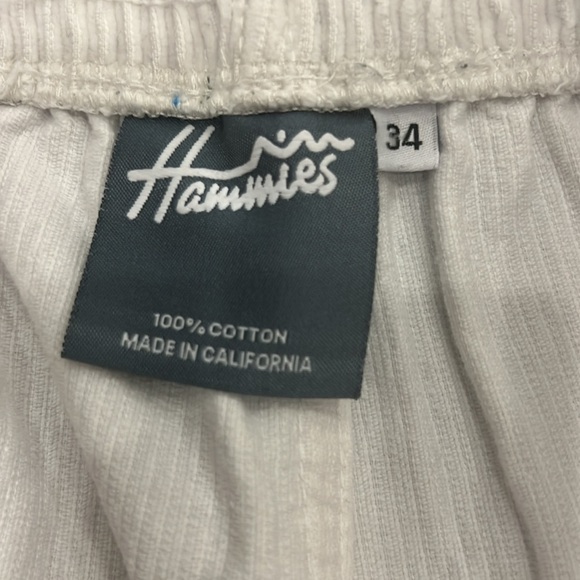 Hammies
34
100% COTTON
MADE IN CALIFORNIA